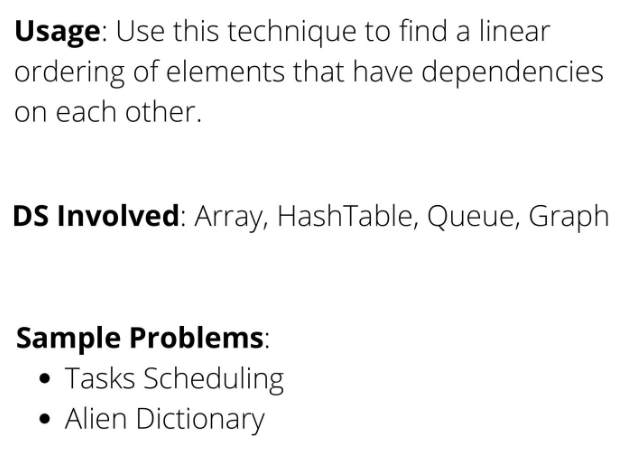 Usage: Use this technique to find a linear
ordering of elements that have dependencies
on each other.
DS Involved: Array, HashTable, Queue, Graph
Sample Problems:
• Tasks Scheduling
• Alien Dictionary